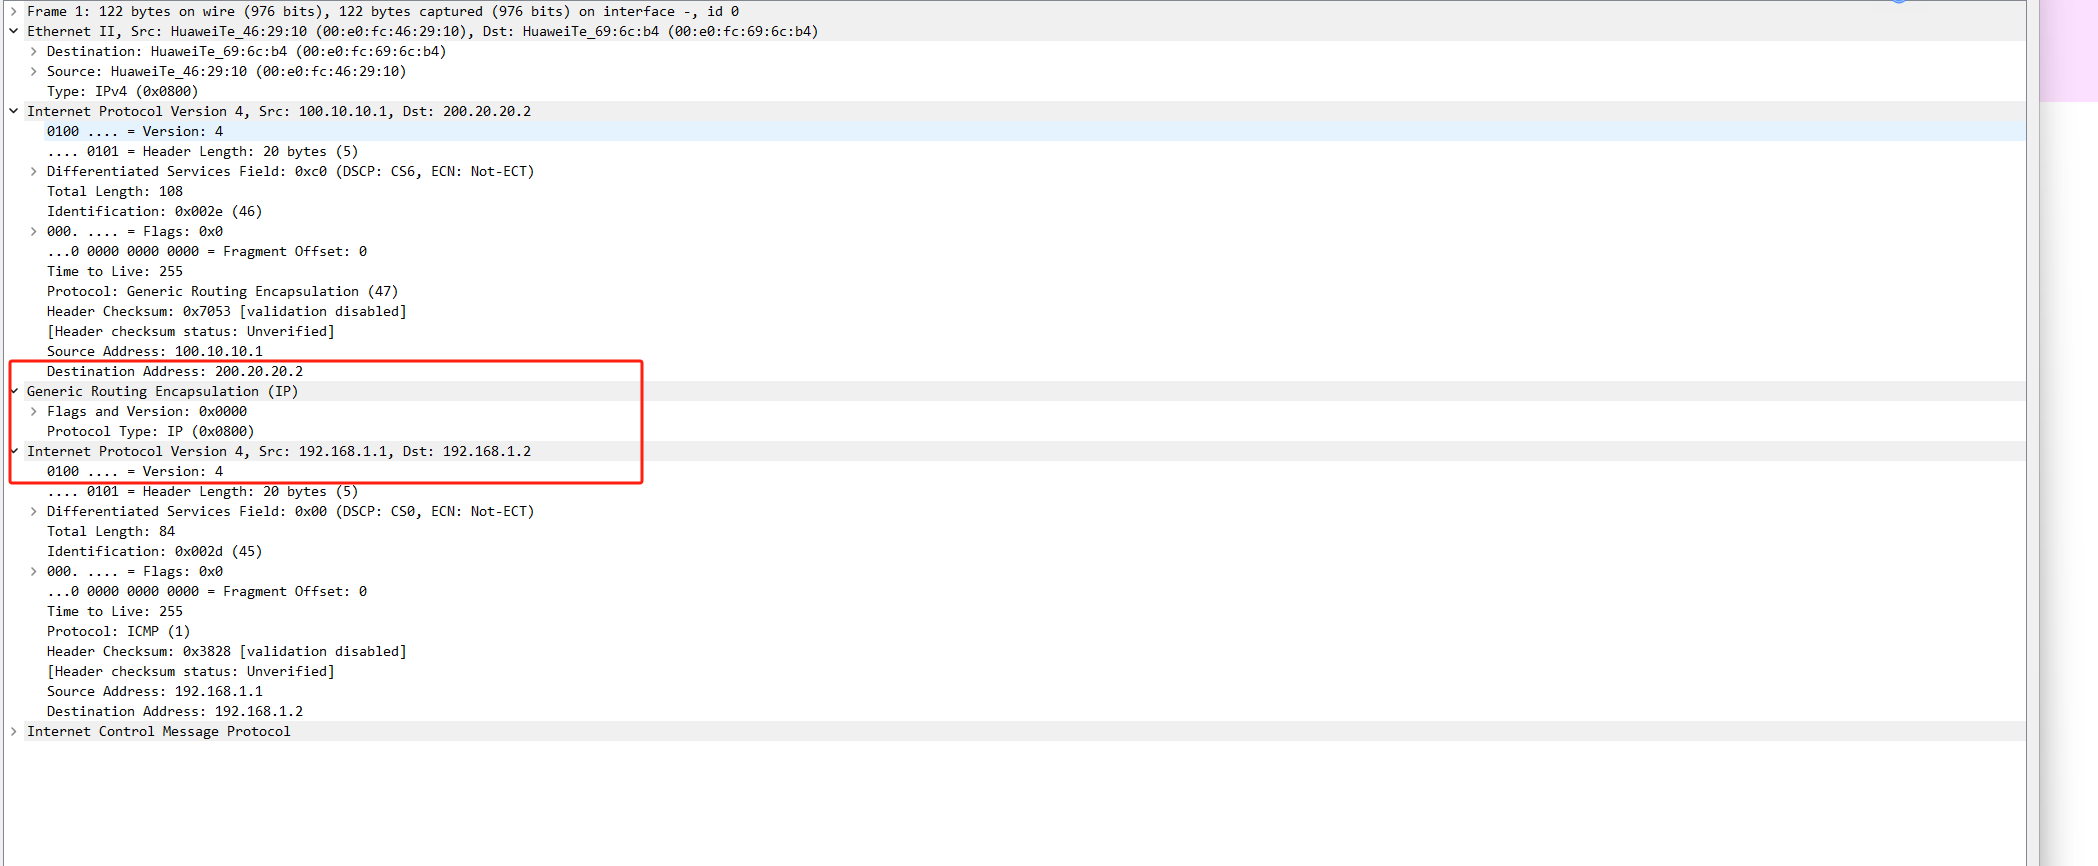 Frame 1: 122 bytes on wire (976 bits), 122 bytes captured (976 bits) on interface -, id 0
Ethernet II, Src: HuaweiTe_46:29:10 (00:e0:fc:46:29:10), Dst: HuaweiTe_69:6c:b4 (00:e0:fc:69:6c:b4)
Destination: HuaweiTe_69:6c:b4 (00:e0:fc:69:6c:b4)
Source: HuaweiTe_46:29:10 (00:e0:fc:46:29:10)
Type: IPv4 (0x0800)
Internet Protocol Version 4, Src: 100.10.10.1, Dst: 200.20.20.2
0100 .... = Version: 4
.... 0101 = Header Length: 20 bytes (5)
Differentiated Services Field: 0xc0 (DSCP: CS6, ECN: Not-ECT)
Total Length: 108
Identification: 0x002e (46)
000. .... = Flags: 0x0
...0 0000 0000 0000 = Fragment Offset: 0
Time to Live: 255
Protocol: Generic Routing Encapsulation (47)
Header Checksum: 0x7053 [validation disabled]
[Header checksum status: Unverified]
Source Address: 100.10.10.1
Destination Address: 200.20.20.2
Generic Routing Encapsulation (IP)
Flags and Version: 0x0000
Protocol Type: IP (0x0800)
Internet Protocol Version 4, Src: 192.168.1.1, Dst: 192.168.1.2
0100 .... = Version: 4
.... 0101 = Header Length: 20 bytes (5)
Differentiated Services Field: 0x00 (DSCP: CS0, ECN: Not-ECT)
Total Length: 84
Identification: 0x002d (45)
000. .... = Flags: 0x0
...0 0000 0000 0000 = Fragment Offset: 0
Time to Live: 255
Protocol: ICMP (1)
Header Checksum: 0x3828 [validation disabled]
[Header checksum status: Unverified]
Source Address: 192.168.1.1
Destination Address: 192.168.1.2
Internet Control Message Protocol